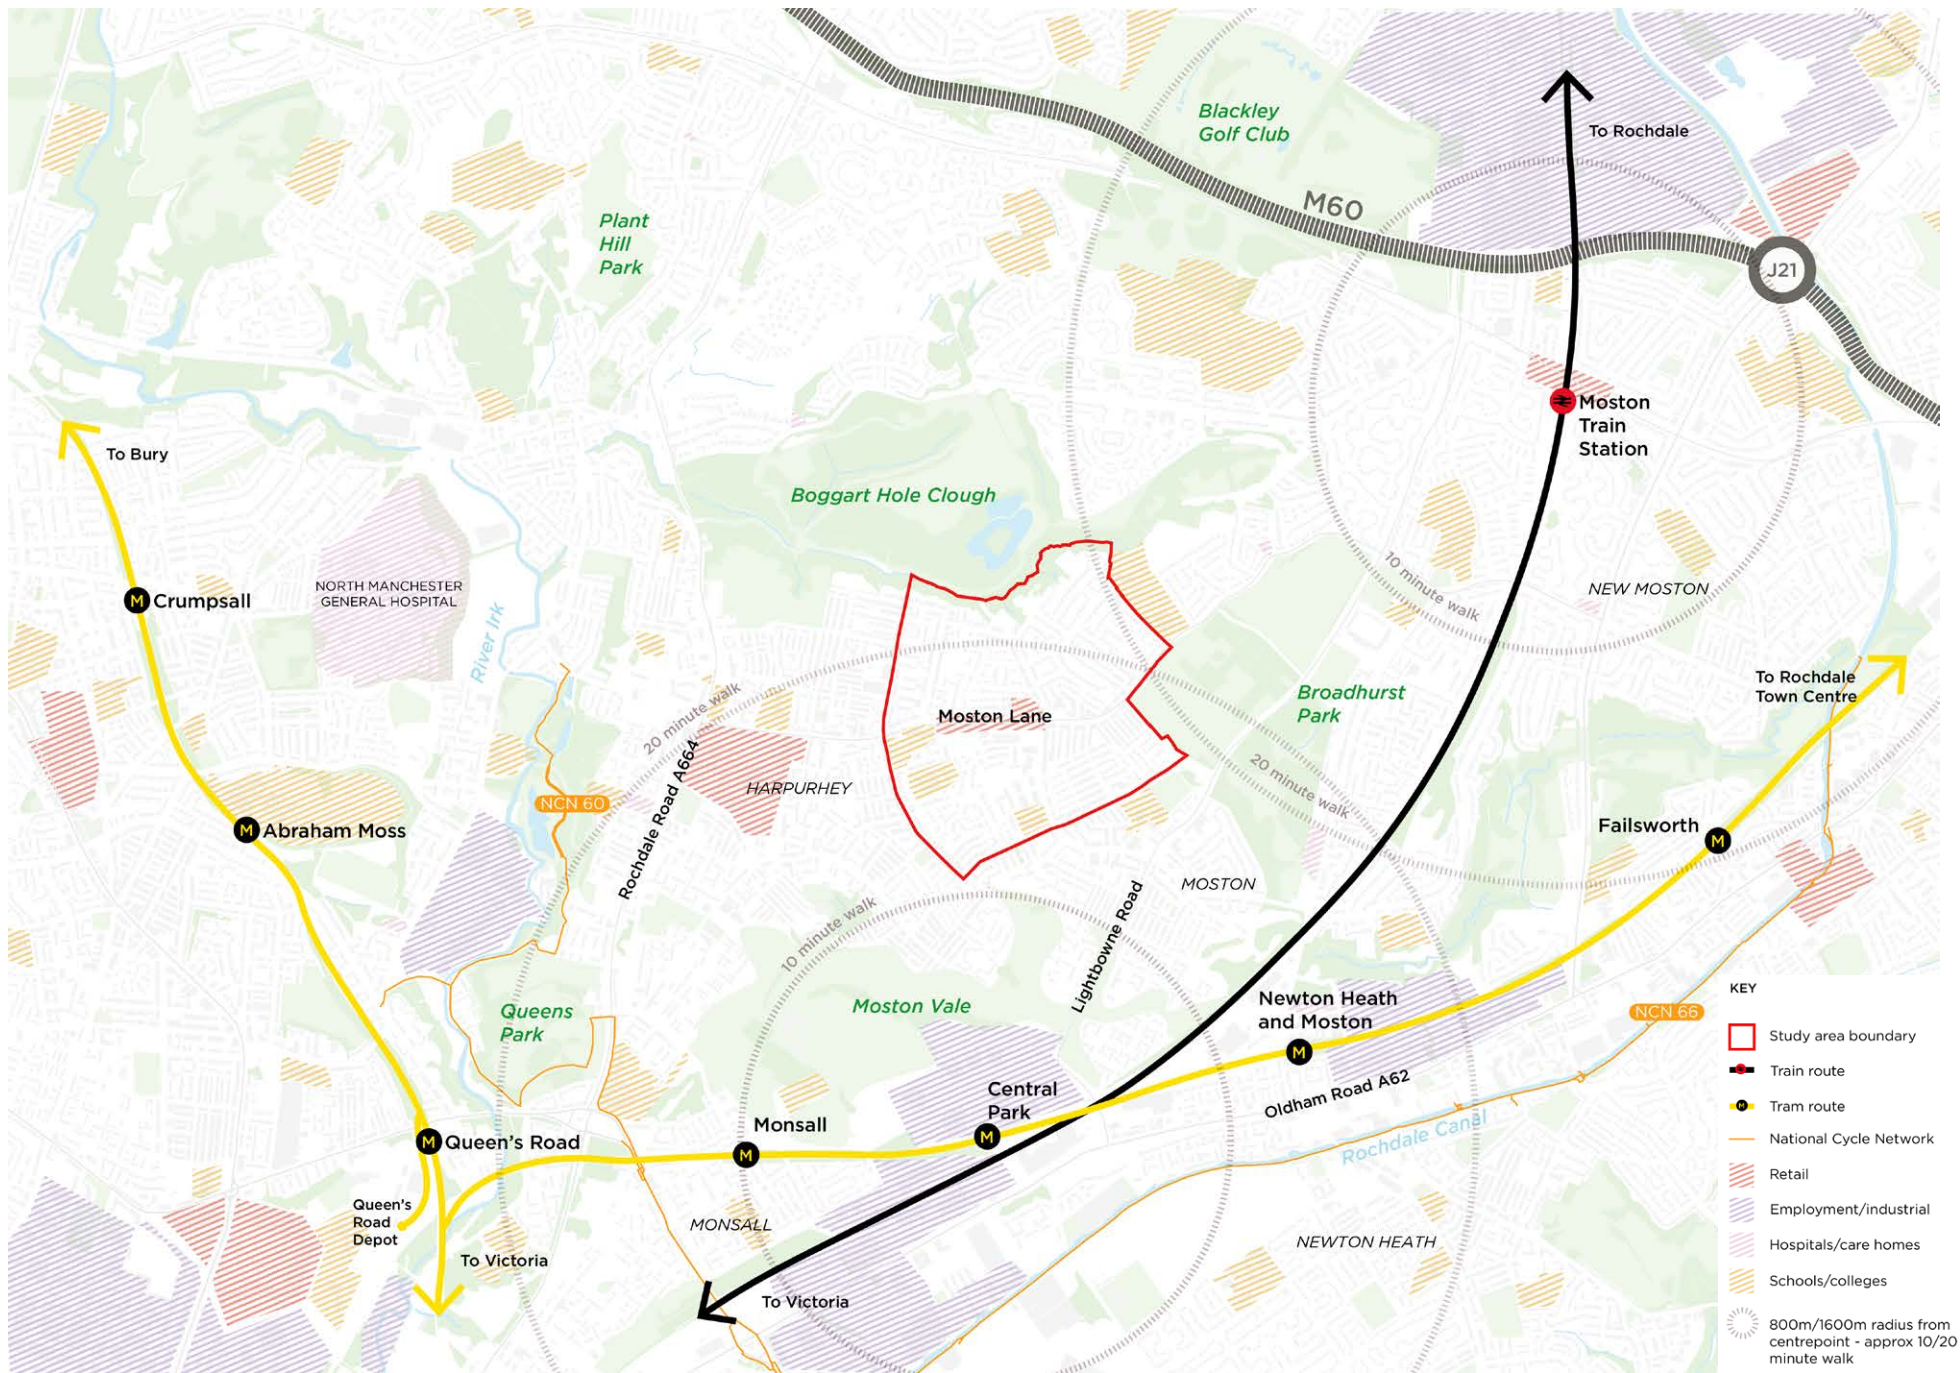 Blackley
Golf Club
To Rochdale
M60
Plant
Hill
Park
J21
Moston
Train
Station
To Bury
Boggart Hole Clough
NORTH MANCHESTER
GENERAL HOSPITAL
Crumpsall
M
River Irk
10 minute walk
NEW MOSTON
20 minute walk
Moston Lane
Broadhurst
Park
To Rochdale
Town Centre
Rochdale Road A664
HARPURHEY
NCN 60
20 minute walk
M
Abraham Moss
Failsworth
M
MOSTON
10 minute walk
Lightbowne Road
Queens
Park
Moston Vale
Newton Heath
and Moston
M
NCN 66
Oldham Road A62
Central
Park
M
Monsall
M
M
Queen's Road
Rochdale Canal
Queen's
Road
Depot
To Victoria
MONSALL
NEWTON HEATH
To Victoria
KEY
Study area boundary
Train route
M
Tram route
National Cycle Network
Retail
Employment/industrial
Hospitals/care homes
Schools/colleges
800m/1600m radius from
centrepoint - approx 10/20
minute walk